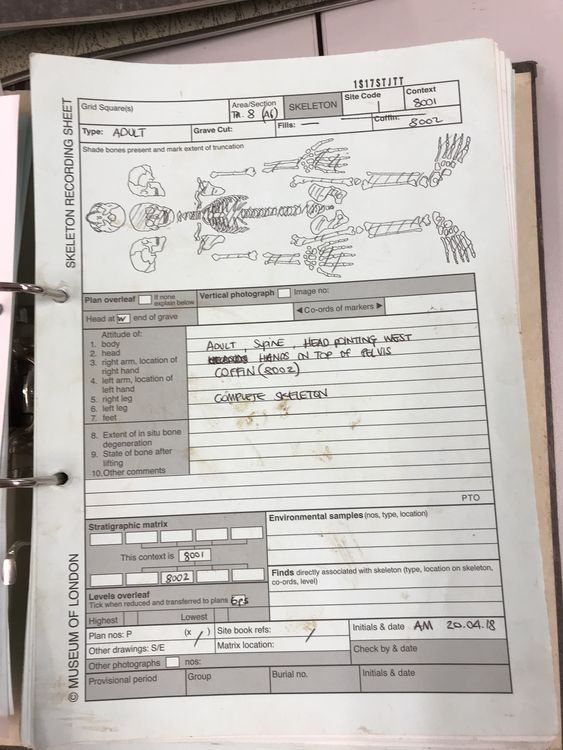 1S17STJTT
SKELETON RECORDING SHEET
Grid Square(s)
Area/Section
TR. 8 (A6)
SKELETON
Site Code
Context
8001
Type: ADULT
Grave Cut:
Fills: —
Coffin:
8002
Shade bones present and mark extent of truncation
Plan overleaf
If none explain below
Vertical photograph
Image no:
Head at W end of grave
Co-ords of markers
Attitude of:
1. body
2. head
3. right arm, location of
right hand
4. left arm, location of
left hand
5. right leg
6. left leg
7. feet
ADULT, SUPINE, HEAD POINTING WEST
HANDS ON TOP OF PELVIS
COFFIN (8002)
COMPLETE SKELETON
8. Extent of in situ bone
degeneration
9. State of bone after
lifting
10. Other comments
PTO
Stratigraphic matrix
This context is 8001
8002
Environmental samples (nos, type, location)
Finds directly associated with skeleton (type, location on skeleton,
co-ords, level)
Levels overleaf
Tick when reduced and transferred to plans GPS
Highest
Lowest
Plan nos: P (x / )
Site book refs: /
Initials & date AM 20.04.18
Other drawings: S/E
Matrix location:
Check by & date
Other photographs nos:
Provisional period
Group
Burial no.
Initials & date
© MUSEUM OF LONDON